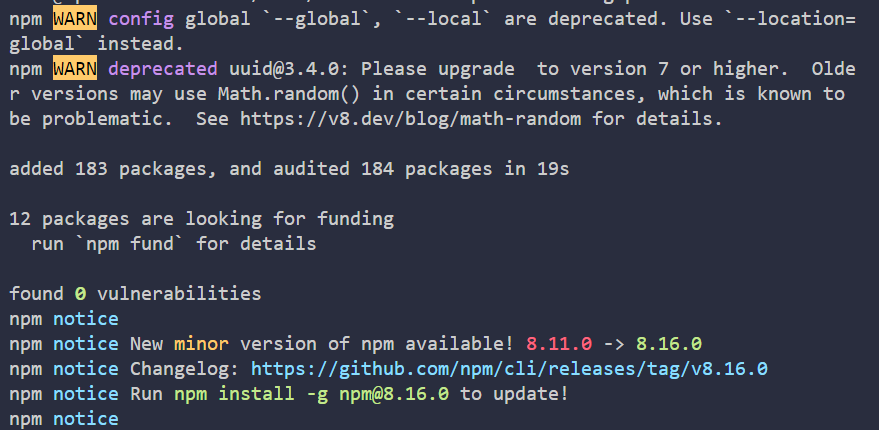 npm WARN config global `--global`, `--local` are deprecated. Use `--location=
global` instead.
npm WARN deprecated uuid@3.4.0: Please upgrade  to version 7 or higher.  Olde
r versions may use Math.random() in certain circumstances, which is known to
be problematic.  See https://v8.dev/blog/math-random for details.
added 183 packages, and audited 184 packages in 19s
12 packages are looking for funding
  run `npm fund` for details
found 0 vulnerabilities
npm notice
npm notice New minor version of npm available! 8.11.0 -> 8.16.0
npm notice Changelog: https://github.com/npm/cli/releases/tag/v8.16.0
npm notice Run npm install -g npm@8.16.0 to update!
npm notice